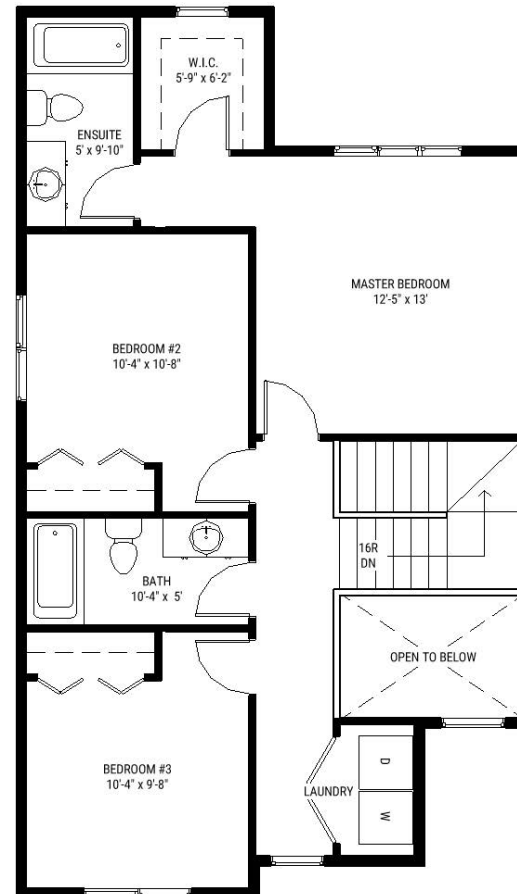 W.I.C.
5'-9" x 6'-2"
ENSUITE
5' x 9'-10"
MASTER BEDROOM
12'-5" x 13'
BEDROOM #2
10'-4" x 10'-8"
16R
DN
BATH
10'-4" x 5'
OPEN TO BELOW
BEDROOM #3
10'-4" x 9'-8"
LAUNDRY
D
W